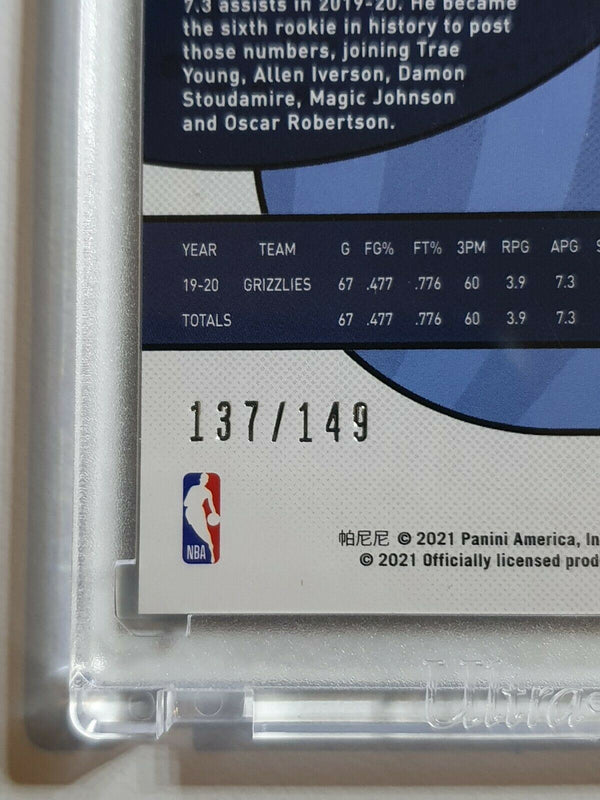 7.3 assists in 2019-20. He became
the sixth rookie in history to post
those numbers, joining Trae
Young, Allen Iverson, Damon
Stoudamire, Magic Johnson
and Oscar Robertson.
YEAR TEAM G FG% FT% 3PM RPG APG S
19-20 GRIZZLIES 67 .477 .776 60 3.9 7.3
TOTALS 67 .477 .776 60 3.9 7.3
137/149
NBA
帕尼尼 © 2021 Panini America, In
© 2021 Officially licensed prod
Ultra